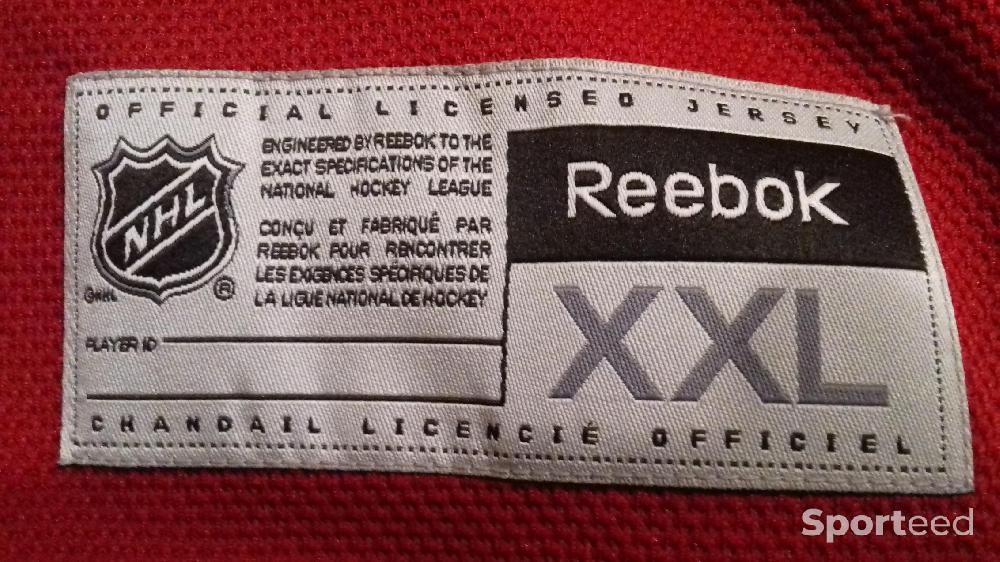 OFFICIAL LICENSED JERSEY
NHL
©NHL
®
ENGINEERED BY REEBOK TO THE
EXACT SPECIFICATIONS OF THE
NATIONAL HOCKEY LEAGUE
CONÇU ET FABRIQUÉ PAR
REEBOK POUR RENCONTRER
LES EXIGENCES SPÉCIFIQUES DE
LA LIGUE NATIONAL DE HOCKEY
PLAYER ID
Reebok
XXL
CHANDAIL LICENCIÉ OFFICIEL
Sporteed